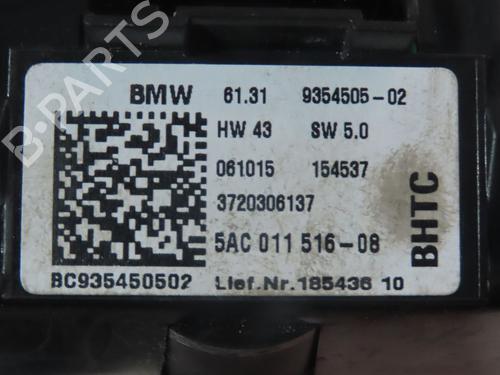 BMW 61.31 9354505-02
HW 43 SW 5.0
061015 154537
3720306137
5AC 011 516-08
BHTC
BC935450502 Lief.Nr.185436 10
B-PARTS